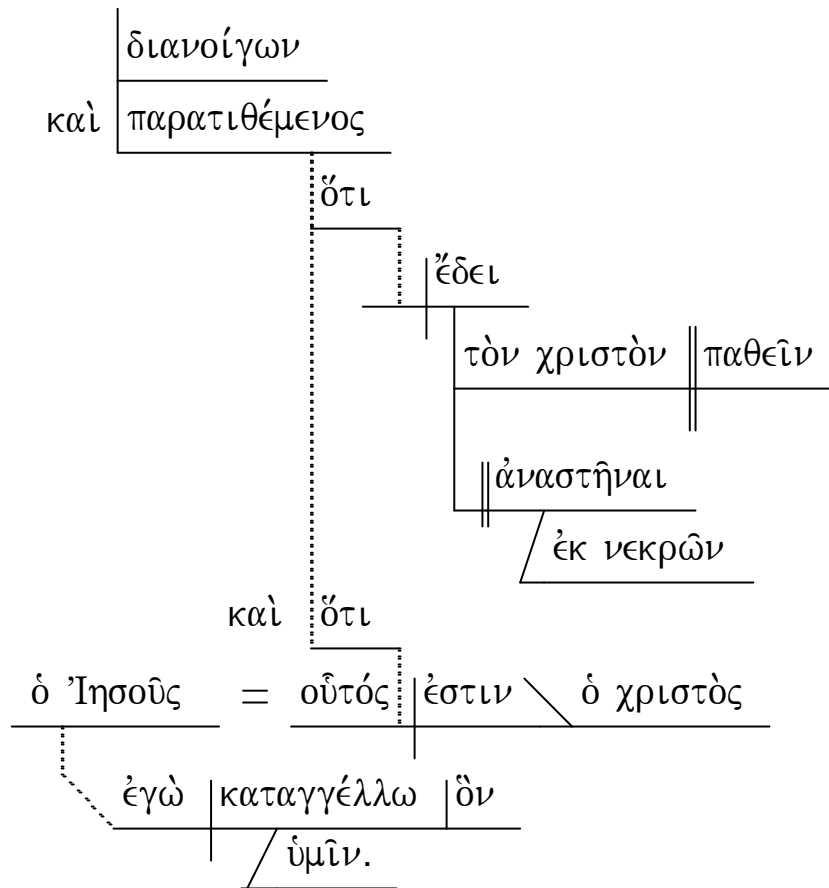 διανοίγων
καὶ παρατιθέμενος
ὅτι
ἔδει
τὸν χριστὸν παθεῖν
ἀναστῆναι
ἐκ νεκρῶν
καὶ ὅτι
ὁ Ἰησοῦς = οὗτός ἐστιν ὁ χριστὸς
ἐγὼ καταγγέλλω ὃν
ὑμῖν.